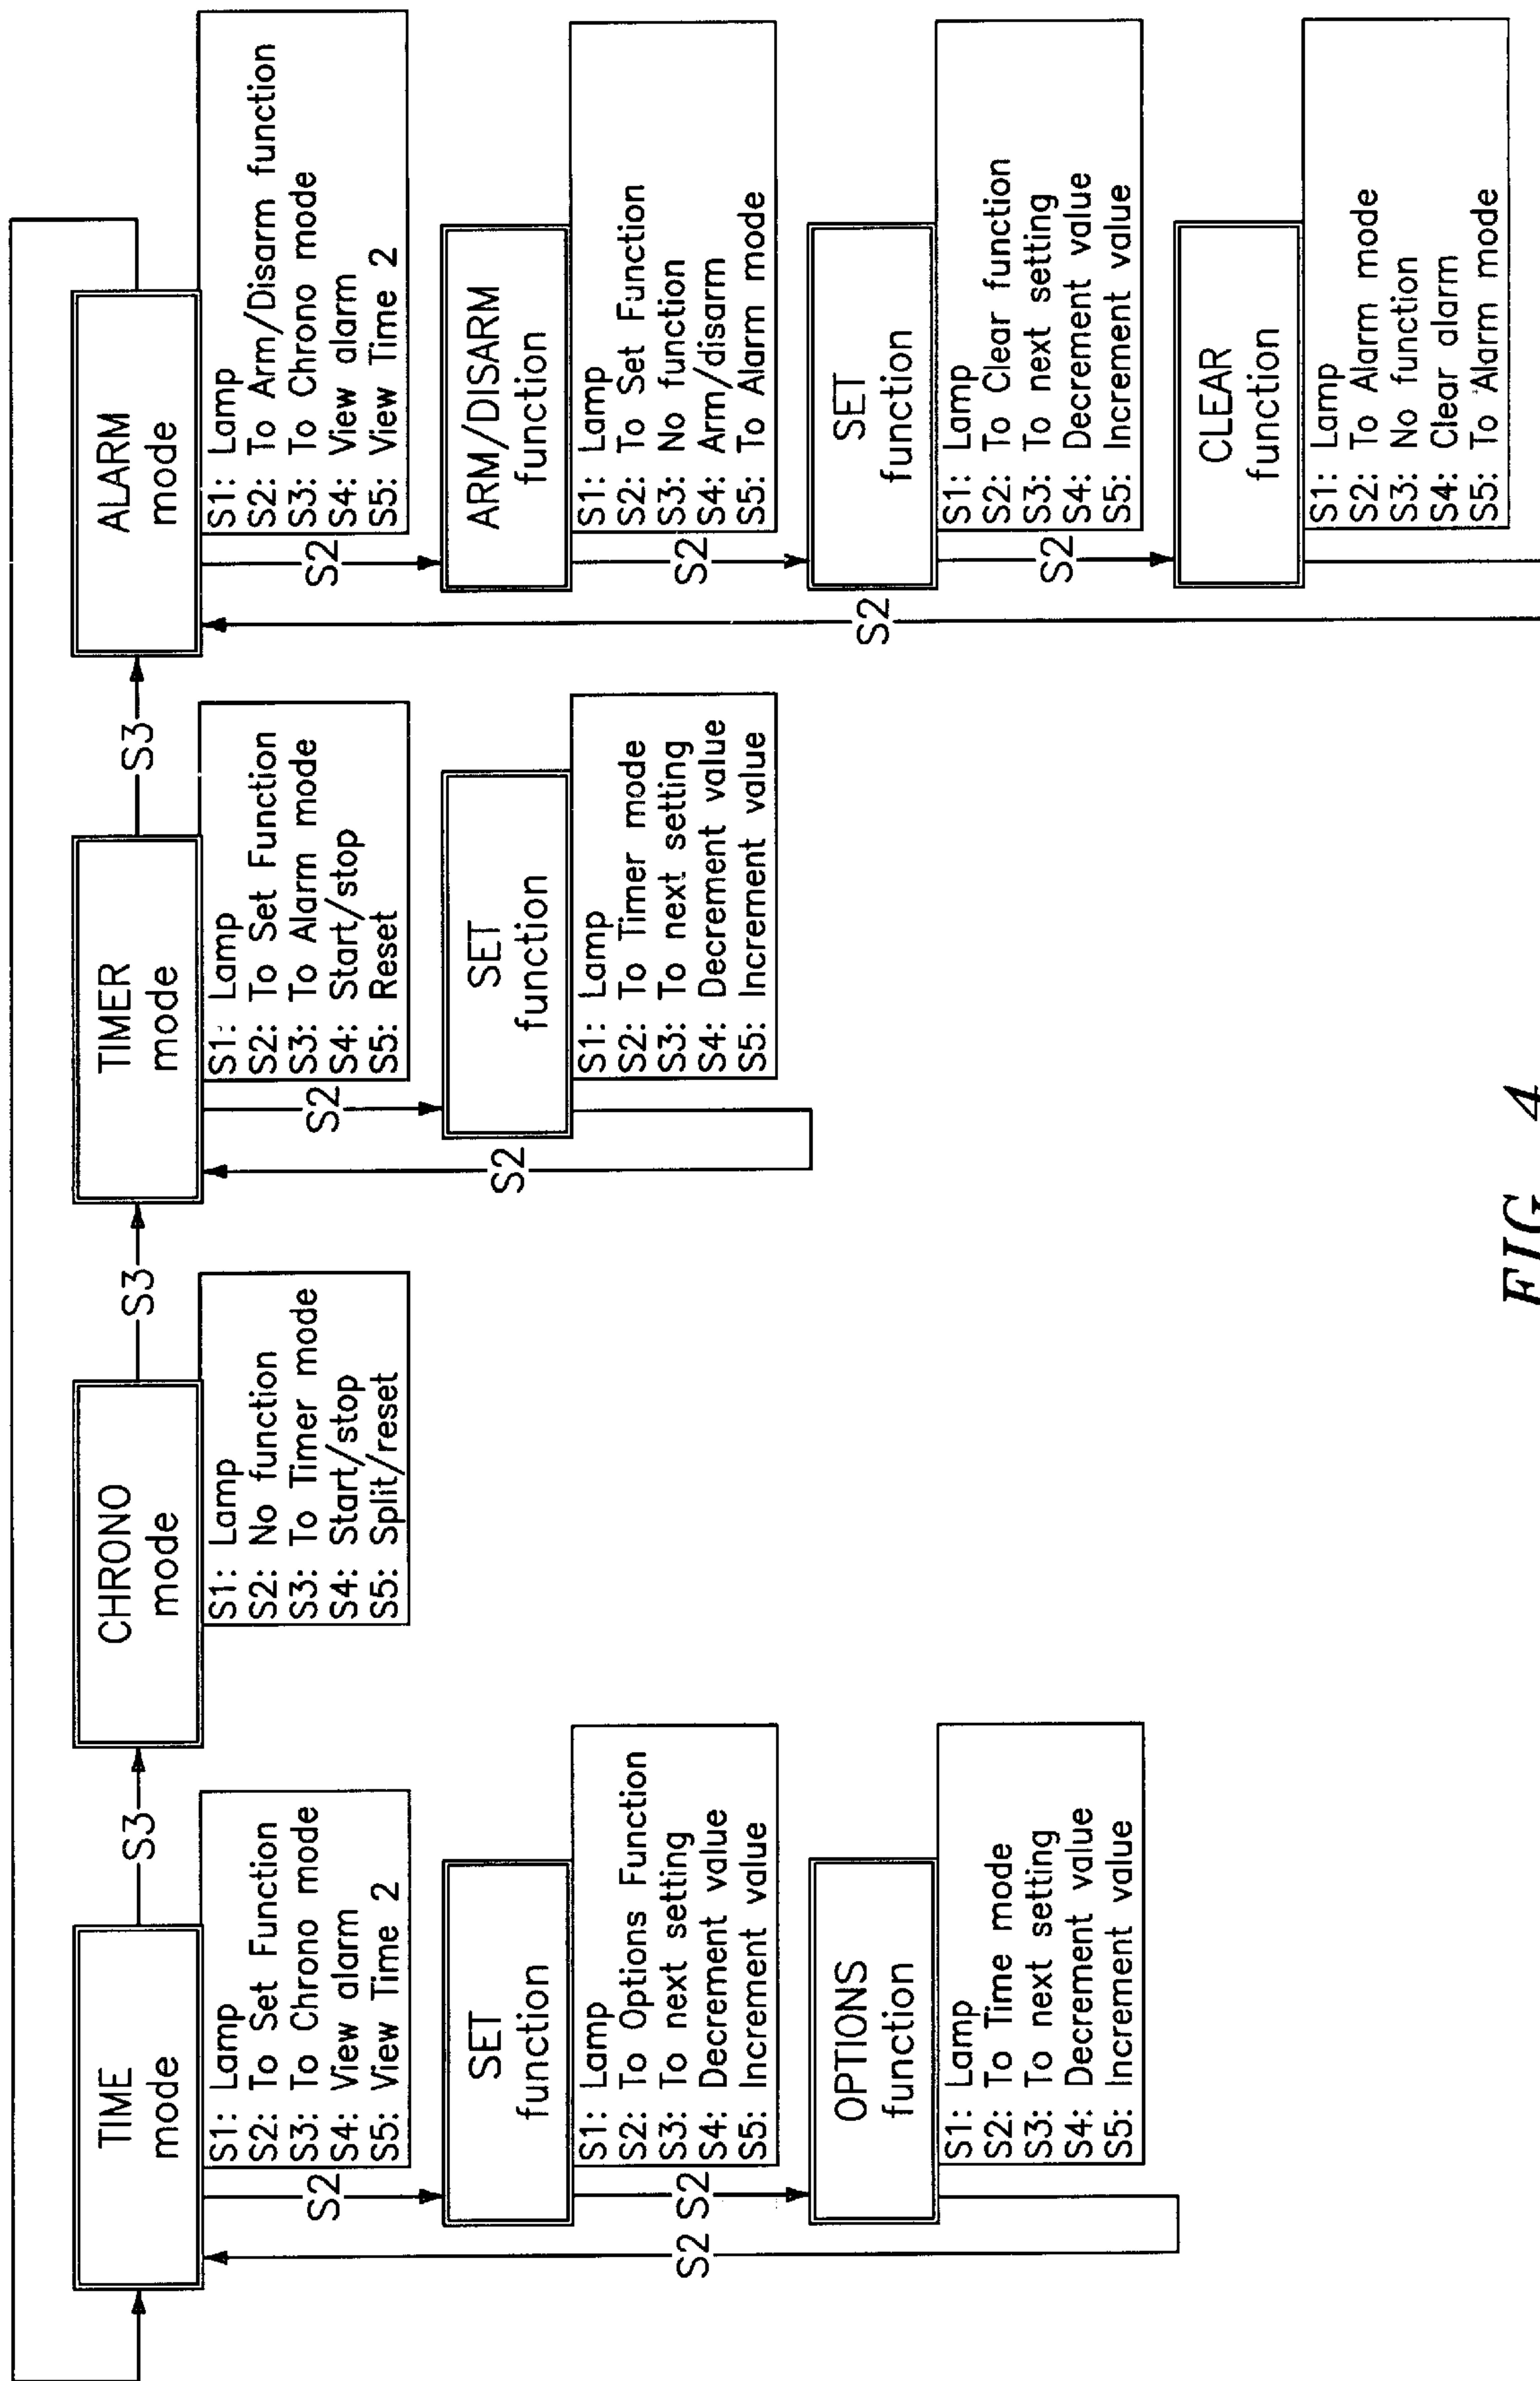 TIME
mode
S1: Lamp
S2: To Set Function
S3: To Chrono mode
S4: View alarm
S5: View Time 2
S2
SET
function
S1: Lamp
S2: To Options Function
S3: To next setting
S4: Decrement value
S5: Increment value
S2
S2
OPTIONS
function
S1: Lamp
S2: To Time mode
S3: To next setting
S4: Decrement value
S5: Increment value
S3
CHRONO
mode
S1: Lamp
S2: No function
S3: To Timer mode
S4: Start/stop
S5: Split/reset
S3
TIMER
mode
S1: Lamp
S2: To Set Function
S3: To Alarm mode
S4: Start/stop
S5: Reset
S2
S2
SET
function
S1: Lamp
S2: To Timer mode
S3: To next setting
S4: Decrement value
S5: Increment value
S3
ALARM
mode
S1: Lamp
S2: To Arm/Disarm function
S3: To Chrono mode
S4: View alarm
S5: View Time 2
S2
ARM/DISARM
function
S1: Lamp
S2: To Set Function
S3: No function
S4: Arm/disarm
S5: To Alarm mode
S2
S2
SET
function
S1: Lamp
S2: To Clear function
S3: To next setting
S4: Decrement value
S5: Increment value
S2
CLEAR
function
S1: Lamp
S2: To Alarm mode
S3: No function
S4: Clear alarm
S5: To Alarm mode
FIG. 4